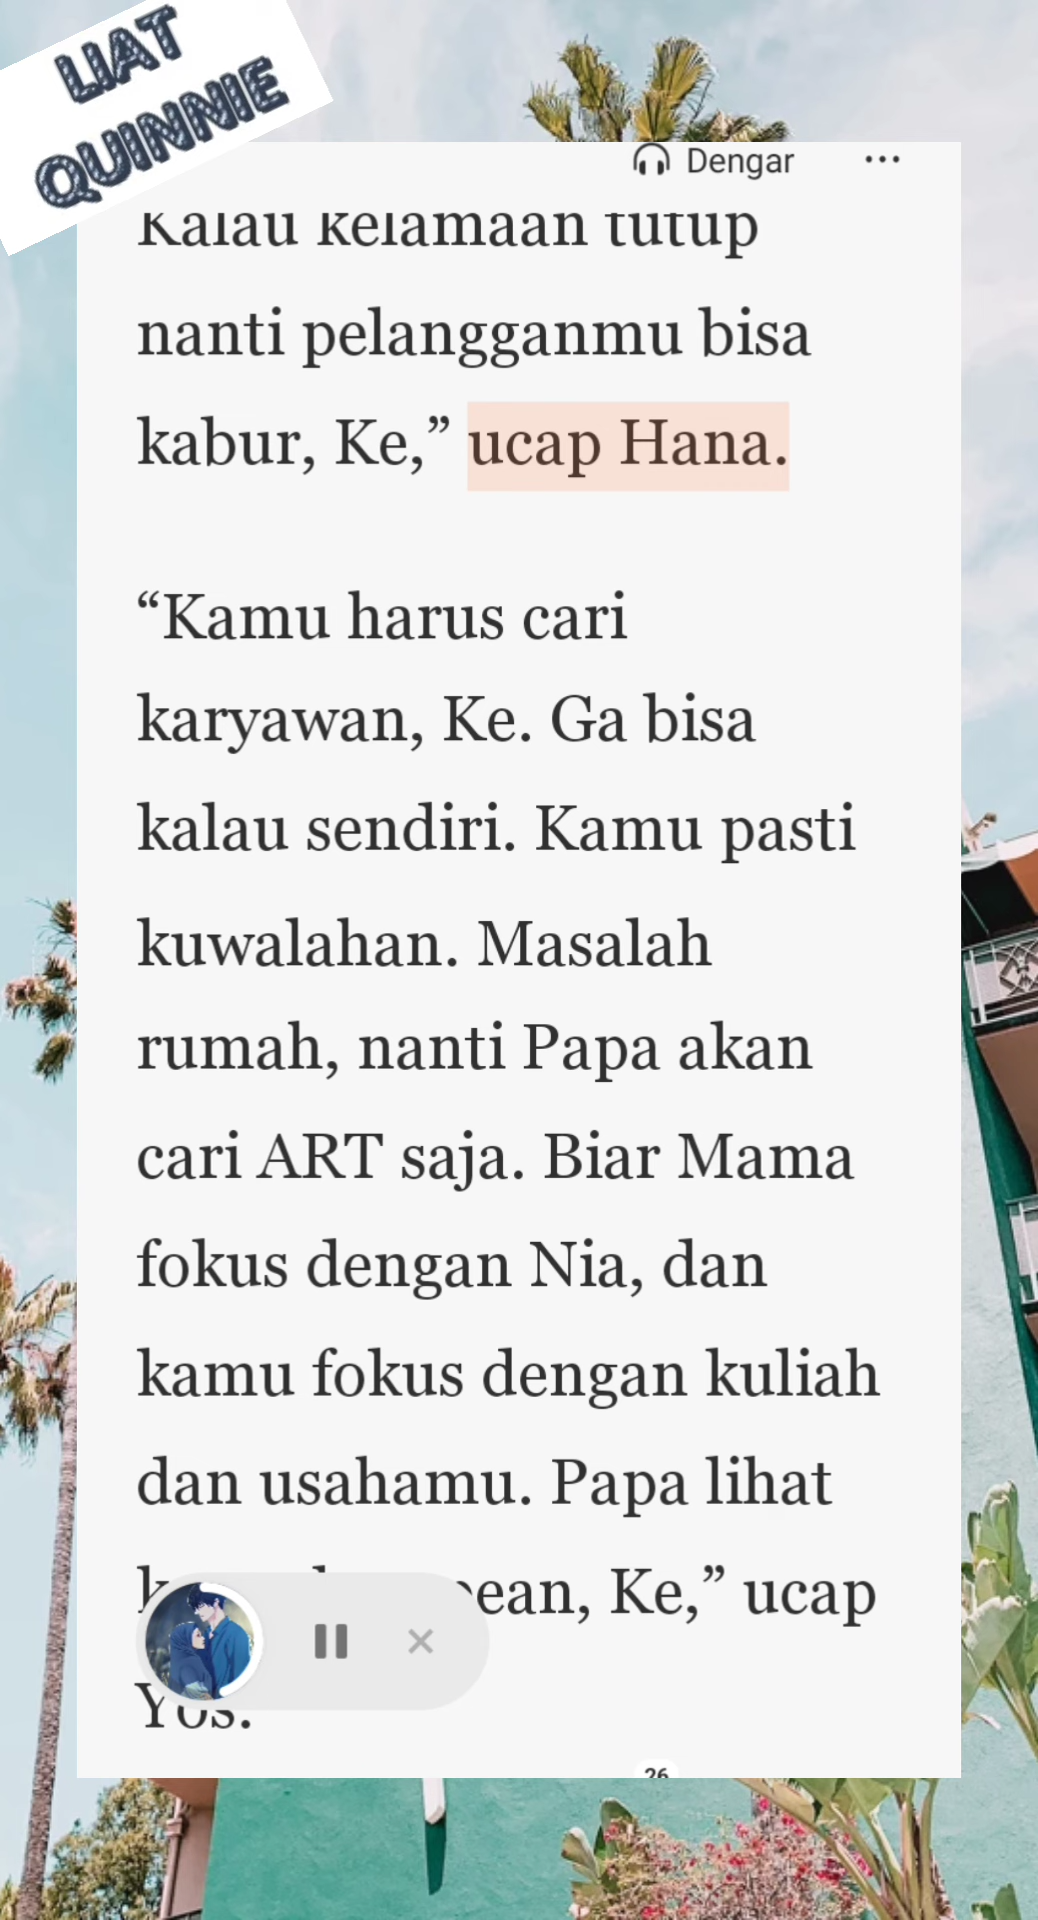 LIAT
QUINNIE
Dengar
Kalau kelamaan tutup
nanti pelangganmu bisa
kabur, Ke,” ucap Hana.
“Kamu harus cari
karyawan, Ke. Ga bisa
kalau sendiri. Kamu pasti
kuwalahan. Masalah
rumah, nanti Papa akan
cari ART saja. Biar Mama
fokus dengan Nia, dan
kamu fokus dengan kuliah
dan usahamu. Papa lihat
Ke,” ucap
Yos.
26